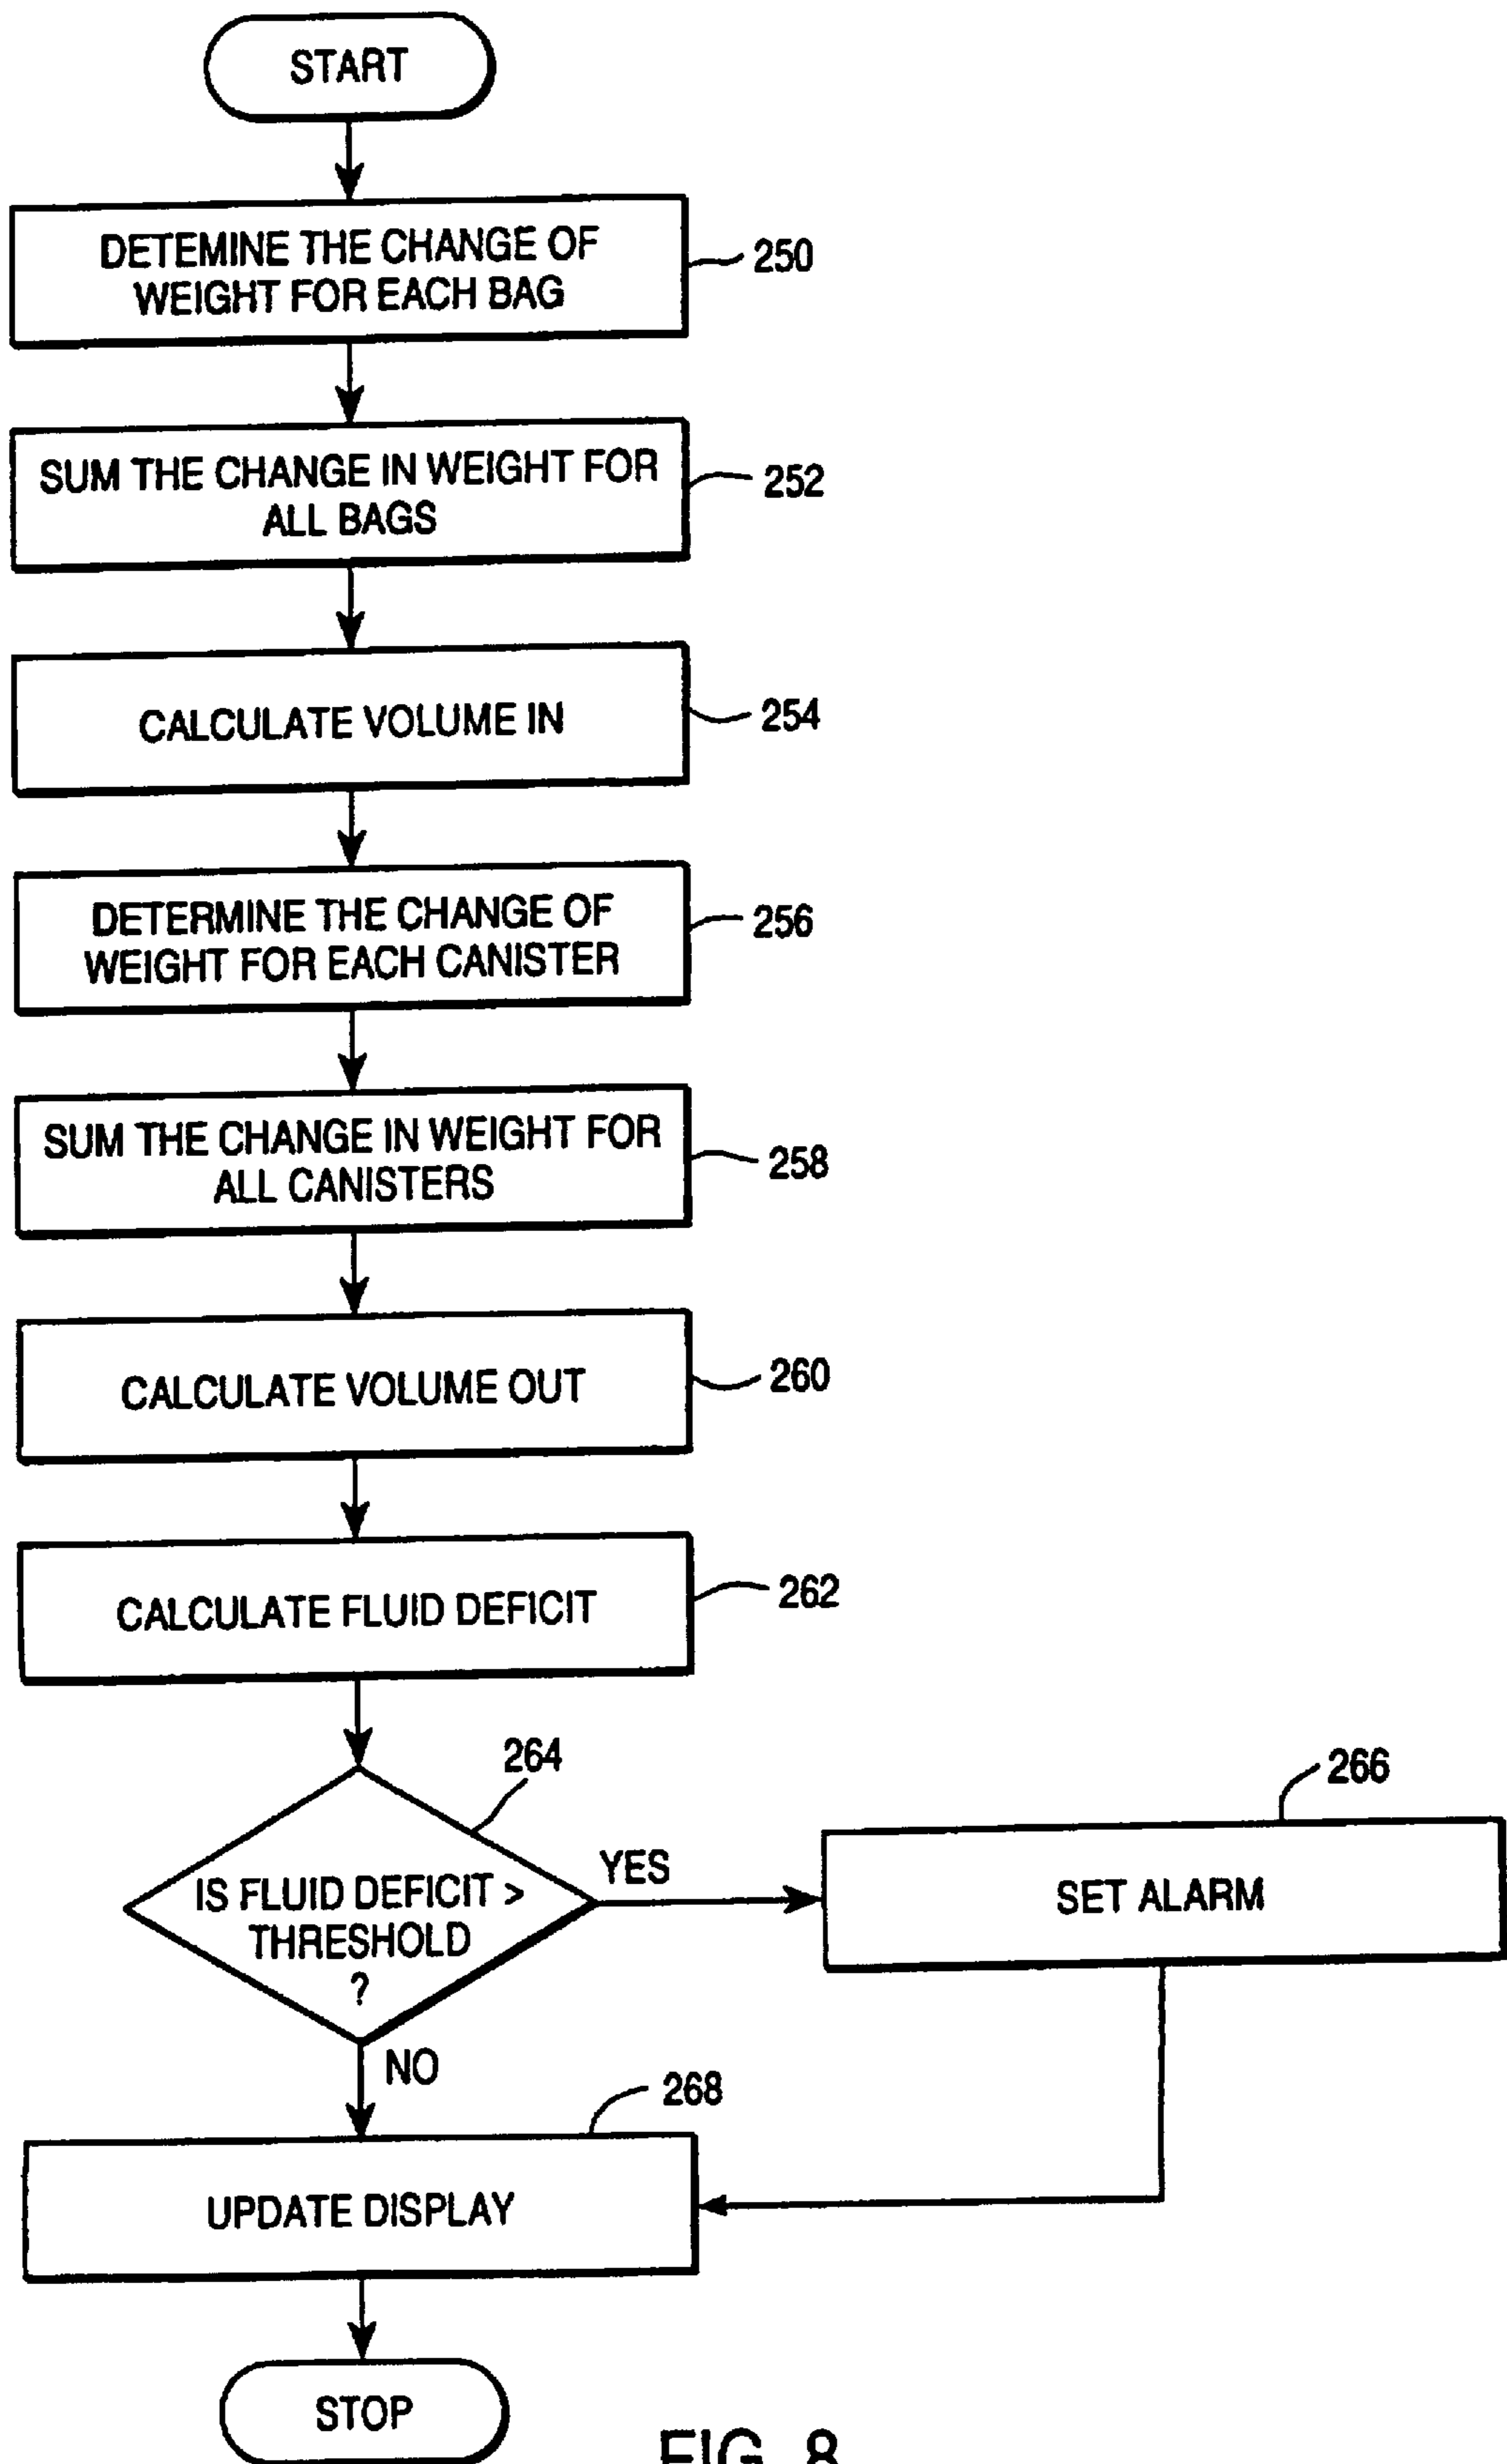 START
DETEMINE THE CHANGE OF
WEIGHT FOR EACH BAG
250
SUM THE CHANGE IN WEIGHT FOR
ALL BAGS
252
CALCULATE VOLUME IN
254
DETERMINE THE CHANGE OF
WEIGHT FOR EACH CANISTER
256
SUM THE CHANGE IN WEIGHT FOR
ALL CANISTERS
258
CALCULATE VOLUME OUT
260
CALCULATE FLUID DEFICIT
262
264
IS FLUID DEFICIT >
THRESHOLD
?
YES
266
SET ALARM
NO
268
UPDATE DISPLAY
STOP
FIG. 8